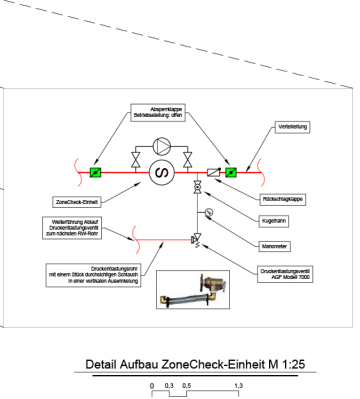 Absperrklappe
Betriebsstellung: offen
Verteilleitung
S
ZoneCheck-Einheit
Rückschlagklappe
Kugelhahn
Weiterführung Ablauf
Druckentlastungsventil
zum nächsten RW-Rohr
Manometer
Druckentlastungsrohr
mit einem Stück durchsichtigen Schlauch
in einer vertikalen Auswinkelung
Druckentlastungsventil
AGF Modell 7000
Detail Aufbau ZoneCheck-Einheit M 1:25
0 0,3 0,5 1,3